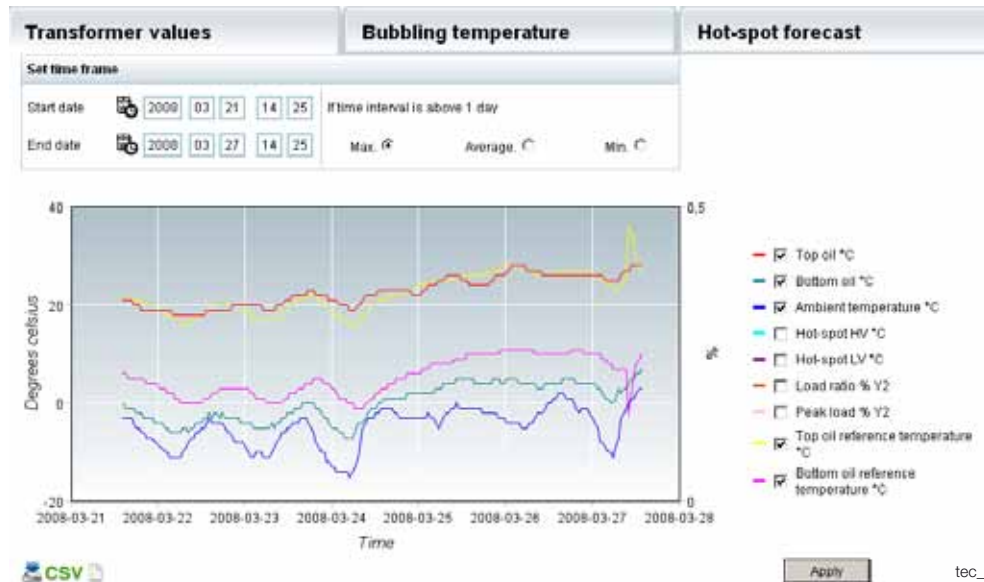 Transformer values
Bubbling temperature
Hot-spot forecast
Set time frame
Start date 2008 03 21 14 25 If time interval is above 1 day
End date 2008 03 27 14 25 Max. Average. Min.
40
20
0
-20
0,5
0
Degrees celsius
%
2008-03-21 2008-03-22 2008-03-23 2008-03-24 2008-03-25 2008-03-26 2008-03-27 2008-03-28
Time
Top oil °C
Bottom oil °C
Ambient temperature °C
Hot-spot HV °C
Hot-spot LV °C
Load ratio % Y2
Peak load % Y2
Top oil reference temperature
°C
Bottom oil reference
temperature °C
CSV
Apply
tec_